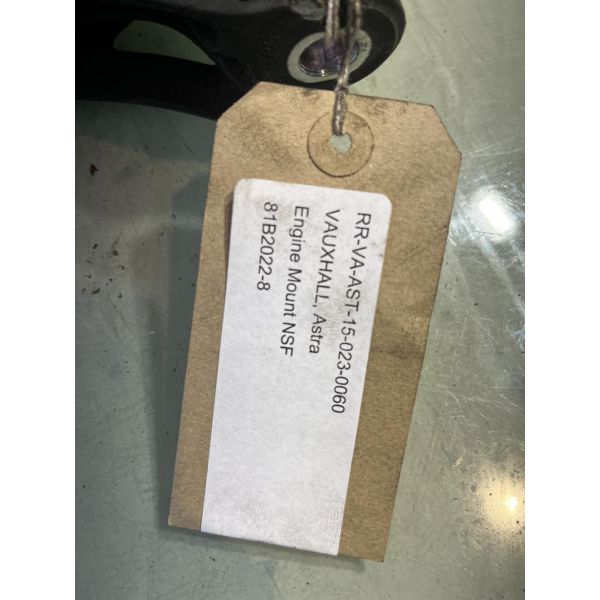 RR-VA-AST-15-023-0060
VAUXHALL, Astra
Engine Mount NSF
81B2022-8